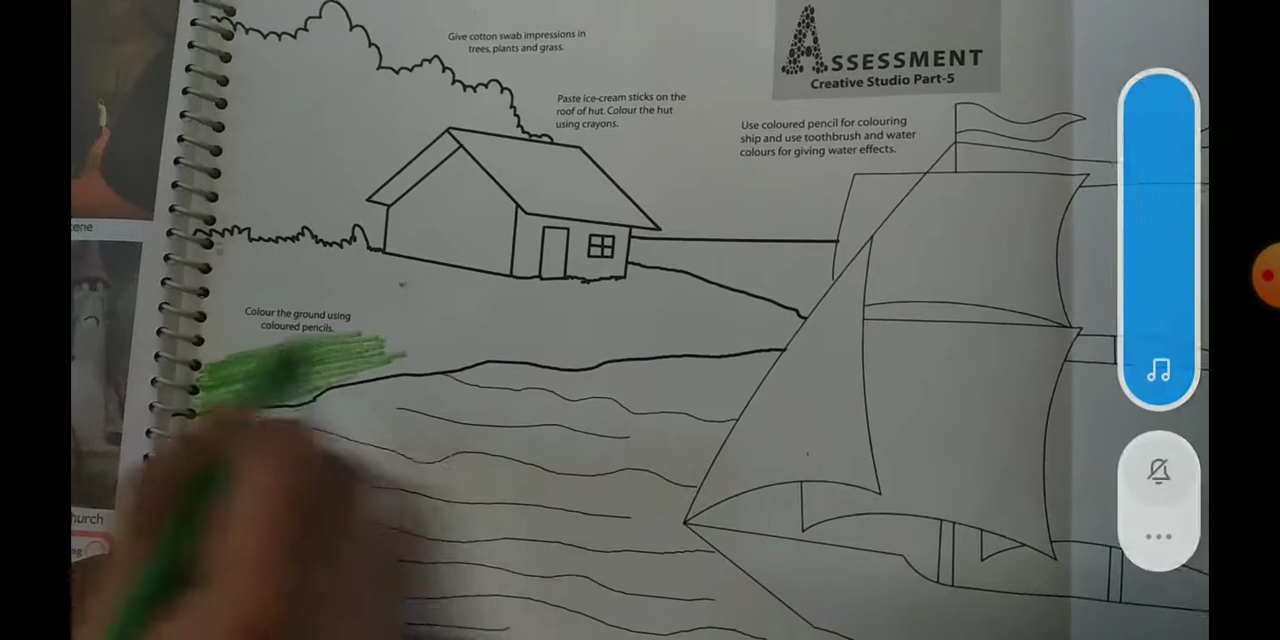 Give cotton swab impressions in
trees, plants and grass.
ASSESSMENT
Creative Studio Part-5
Paste ice-cream sticks on the
roof of hut. Colour the hut
using crayons.
Use coloured pencil for colouring
ship and use toothbrush and water
colours for giving water effects.
Colour the ground using
coloured pencils.